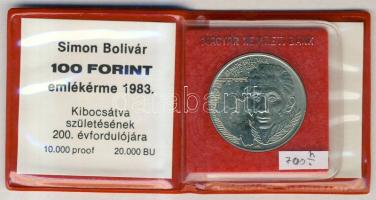 Simon Bolivár
100 FORINT
emlékérme 1983.
Kibocsátva
születésének
200. évfordulójára
10.000 proof 20.000 BU
MAGYAR NEMZETI BANK
700 Ft